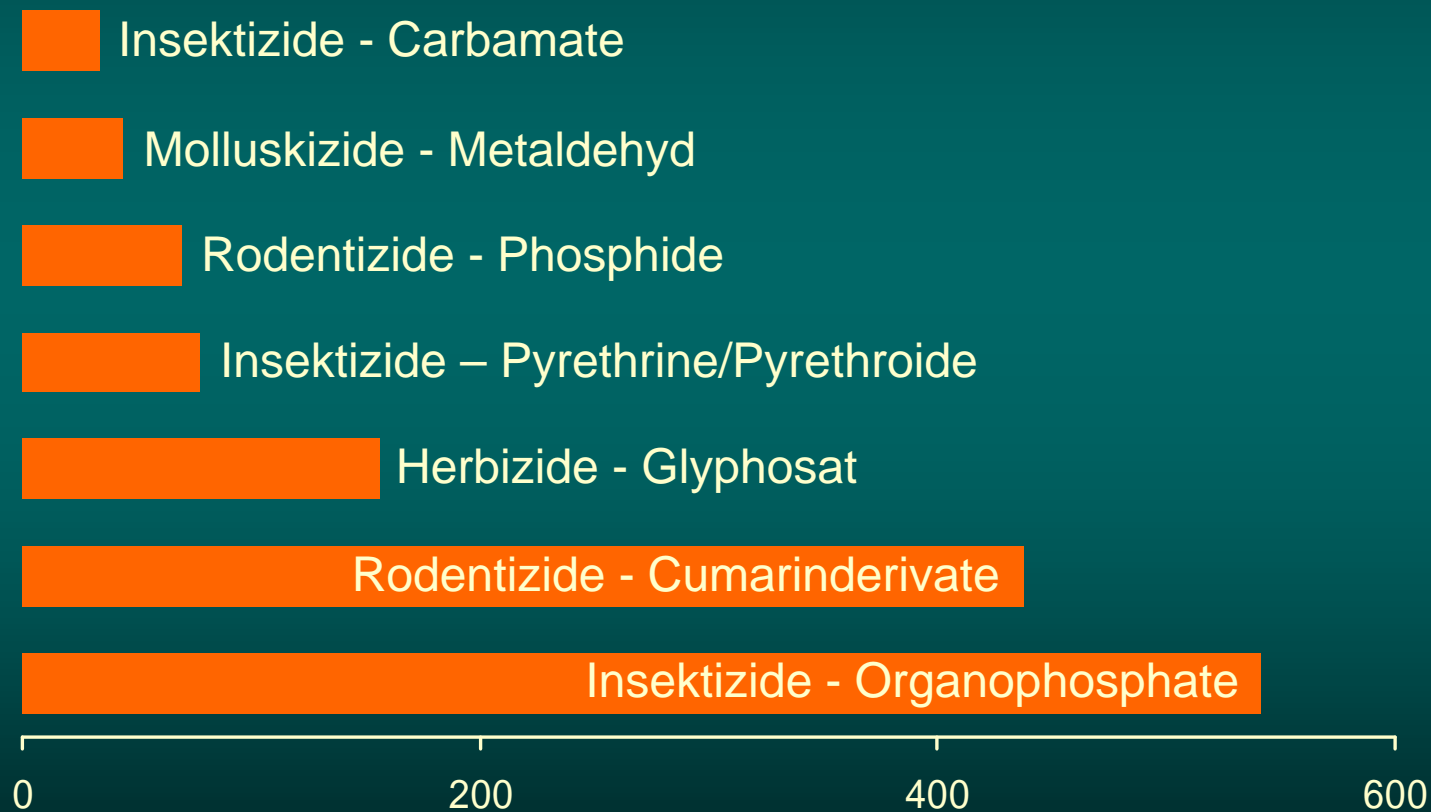 Insektizide - Carbamate
Molluskizide - Metaldehyd
Rodentizide - Phosphide
Insektizide – Pyrethrine/Pyrethroide
Herbizide - Glyphosat
Rodentizide - Cumarinderivate
Insektizide - Organophosphate
0 200 400 600